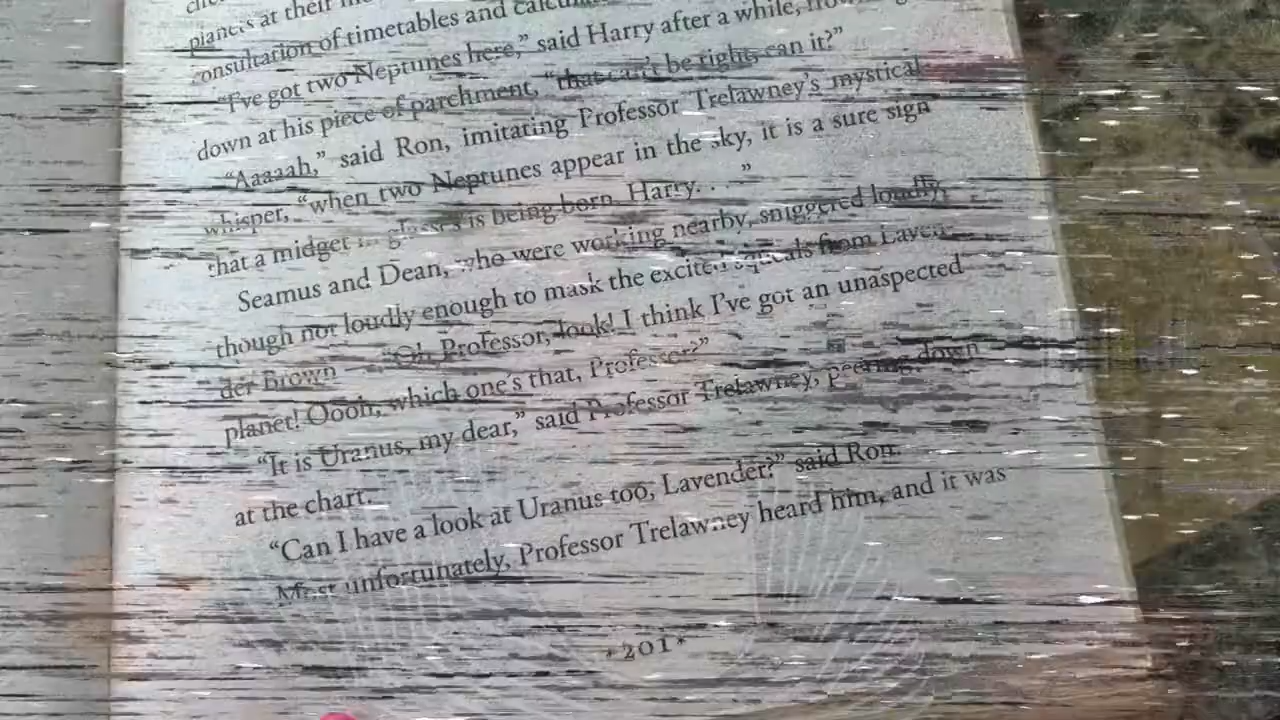 planets at their
consultation of timetables and
"I've got two Neptunes here," said Harry after a while,
down at his piece of parchment, "that can't be right, can it?"
"Aaaaah," said Ron, imitating Professor Trelawney's mystical
whisper, "when two Neptunes appear in the sky, it is a sure sign
that a midget in glasses is being born, Harry. . . ."
Seamus and Dean, who were working nearby, sniggered loudly,
though not loudly enough to mask the excited squeals from Laven-
der Brown — "Oh, Professor, look! I think I've got an unaspected
planet! Oooh, which one's that, Professor?"
"It is Uranus, my dear," said Professor Trelawney, peering down
at the chart.
"Can I have a look at Uranus too, Lavender?" said Ron.
Most unfortunately, Professor Trelawney heard him, and it was
*201*